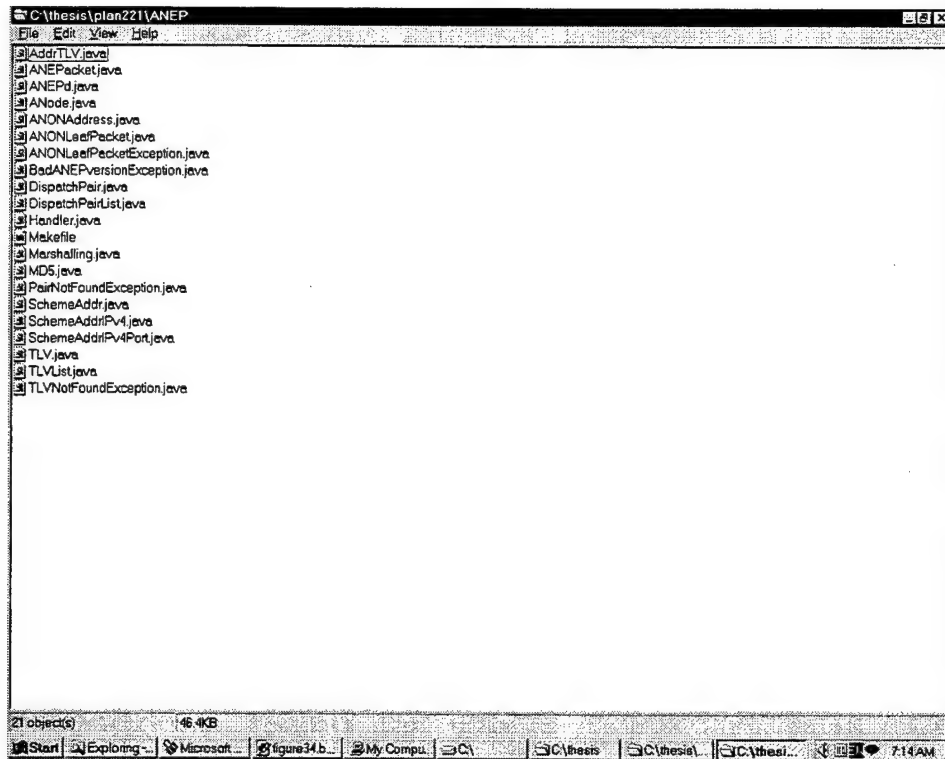 C:\thesis\plan221\ANEP
File Edit View Help
AddrTLV.java
ANEPacket.java
ANEPd.java
ANode.java
ANONAddress.java
ANONLeafPacket.java
ANONLeafPacketException.java
BadANEPversionException.java
DispatchPair.java
DispatchPairList.java
Handler.java
Makefile
Marshalling.java
MD5.java
PairNotFoundException.java
SchemeAddr.java
SchemeAddrIPv4.java
SchemeAddrIPv4Port.java
TLV.java
TLVList.java
TLVNotFoundException.java
21 object(s) 46.4KB
Start Exploring -... Microsoft ... figure34.b... My Compu... C:\ C:\thesis C:\thesis\... C:\thesi... 7:14 AM